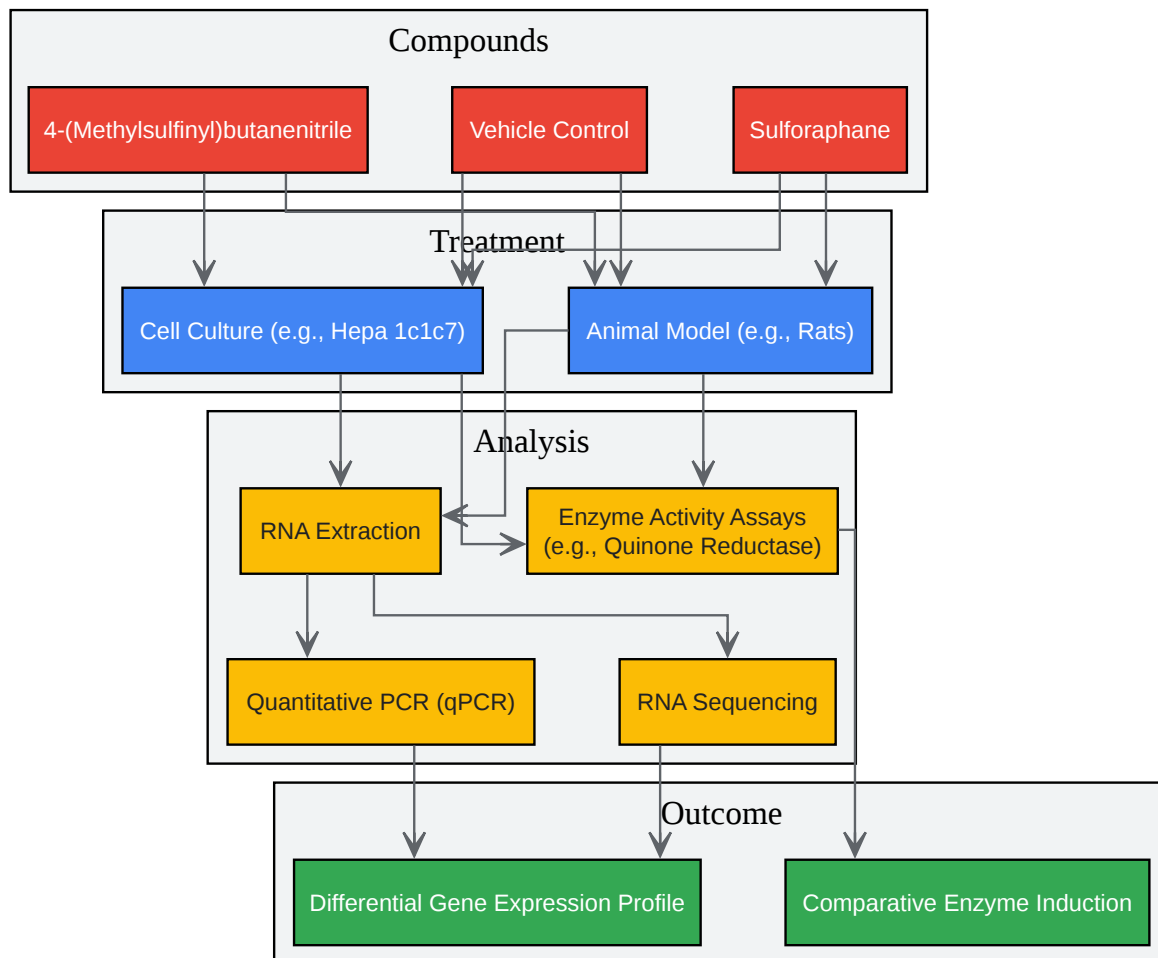 Compounds
4-(Methylsulfinyl)butanenitrile
Vehicle Control
Sulforaphane
Treatment
Cell Culture (e.g., Hepa 1c1c7)
Animal Model (e.g., Rats)
Analysis
RNA Extraction
Enzyme Activity Assays
(e.g., Quinone Reductase)
Quantitative PCR (qPCR)
RNA Sequencing
Outcome
Differential Gene Expression Profile
Comparative Enzyme Induction